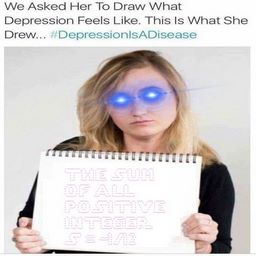 We Asked Her To Draw What
Depression Feels Like. This Is What She
Drew... #DepressionIsADisease
THE SUM
OF ALL
POSITIVE
INTEGER
S = -1/12